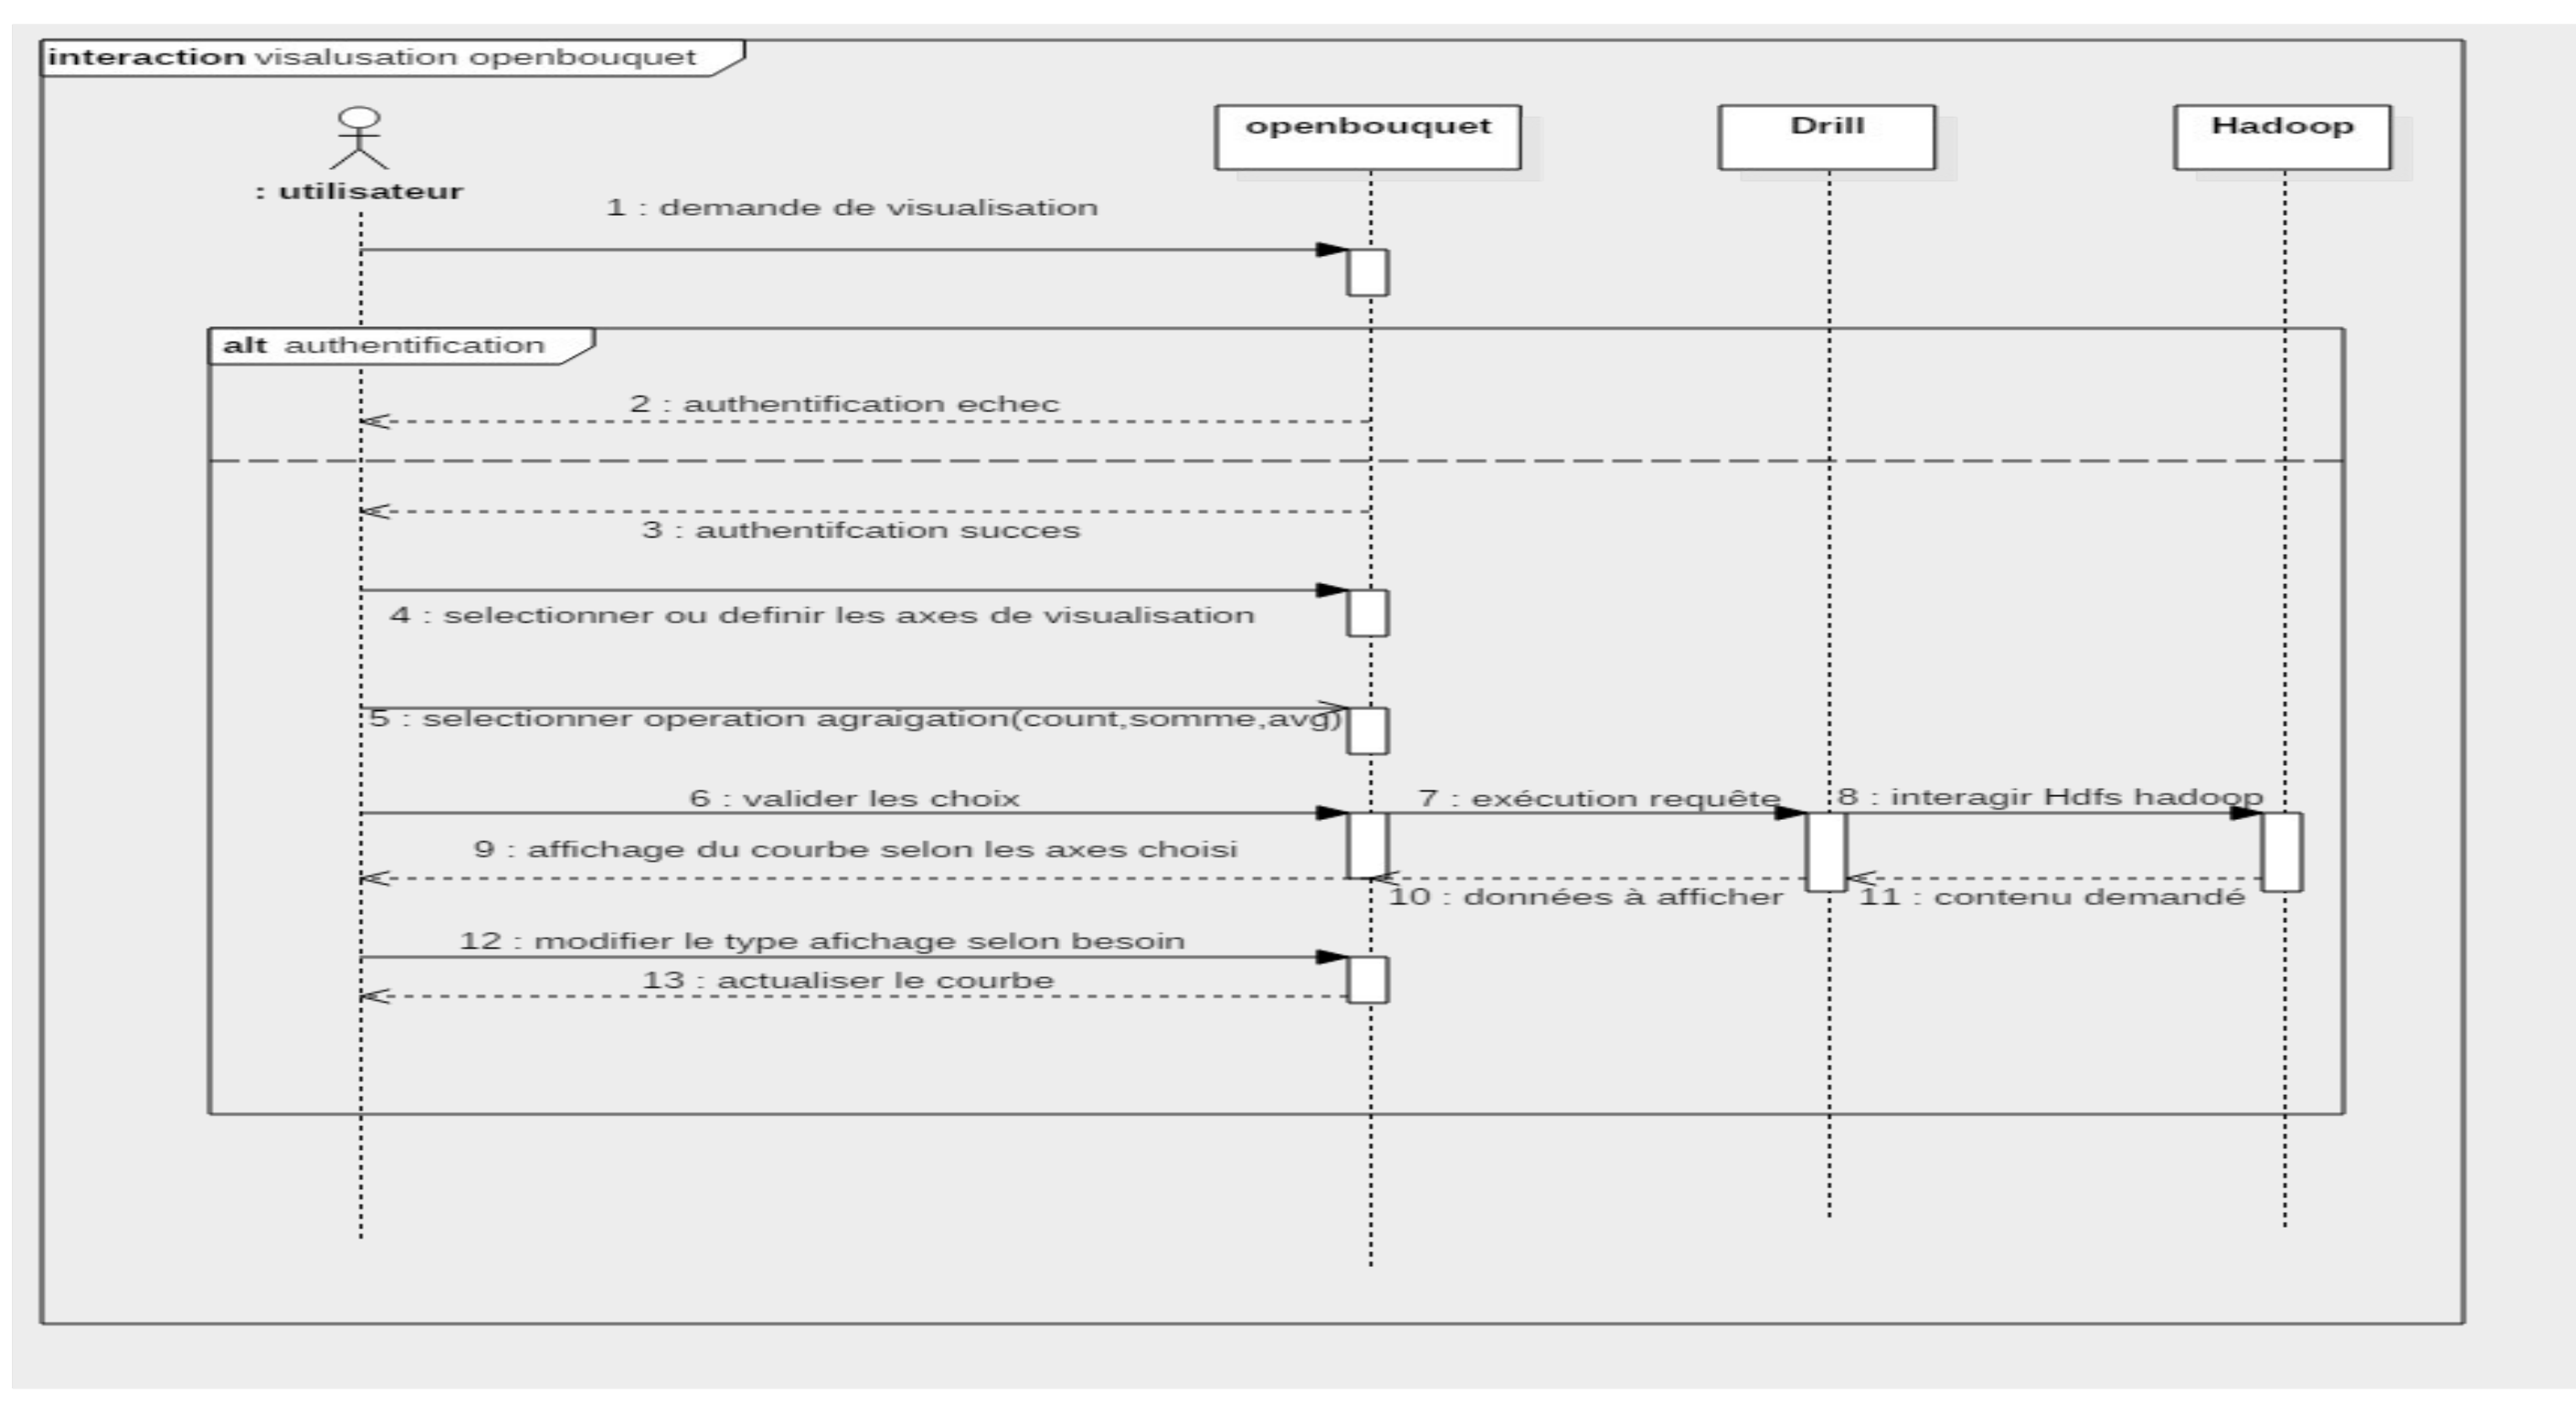 interaction visalusation openbouquet
openbouquet
Drill
Hadoop
: utilisateur
1 : demande de visualisation
alt authentification
2 : authentification echec
3 : authentifcation succes
4 : selectionner ou definir les axes de visualisation
5 : selectionner operation agraigation(count,somme,avg)
6 : valider les choix
7 : exécution requête
8 : interagir Hdfs hadoop
9 : affichage du courbe selon les axes choisi
10 : données à afficher
11 : contenu demandé
12 : modifier le type afichage selon besoin
13 : actualiser le courbe